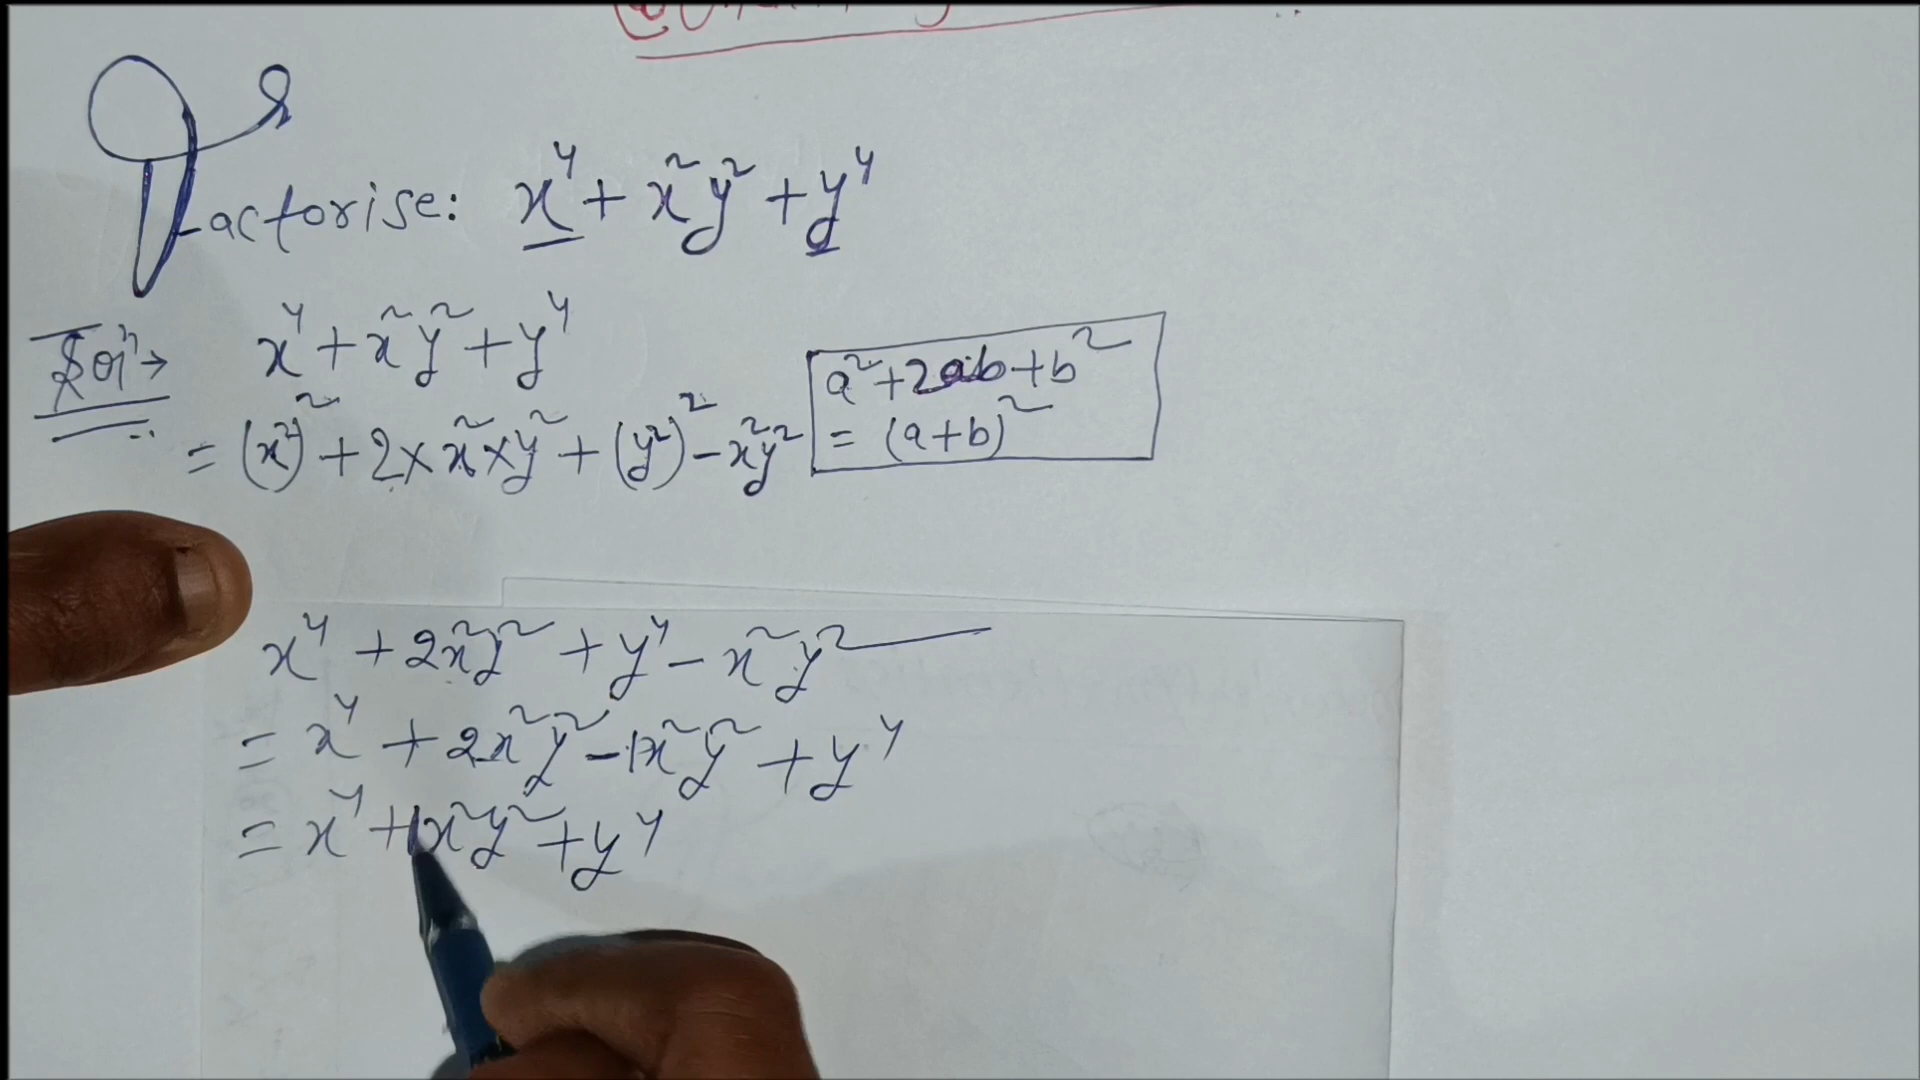 Factorise: x⁴ + x²y² + y⁴
Solⁿ→ x⁴ + x²y² + y⁴
= (x²)² + 2 × x² × y² + (y²)² - x²y²
a² + 2ab + b²
= (a+b)²
x⁴ + 2x²y² + y⁴ - x²y²
= x⁴ + 2x²y² - 1x²y² + y⁴
= x⁴ + 1x²y² + y⁴